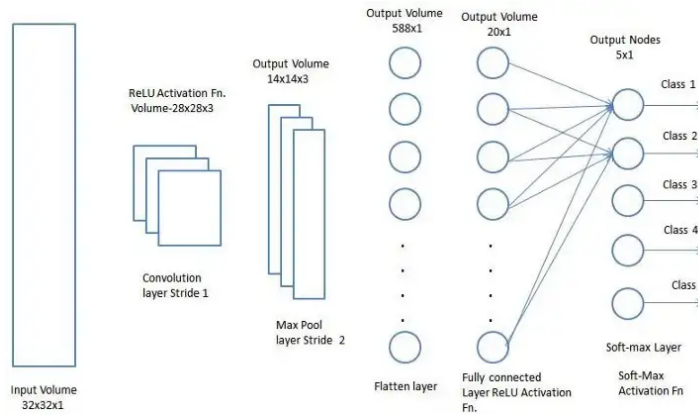 Input Volume
32x32x1
ReLU Activation Fn.
Volume-28x28x3
Convolution
layer Stride 1
Output Volume
14x14x3
Max Pool
layer Stride 2
Output Volume
588x1
Flatten layer
Output Volume
20x1
Fully connected
Layer ReLU Activation
Fn.
Output Nodes
5x1
Class 1
Class 2
Class 3
Class 4
Class
Soft-max Layer
Soft-Max
Activation Fn